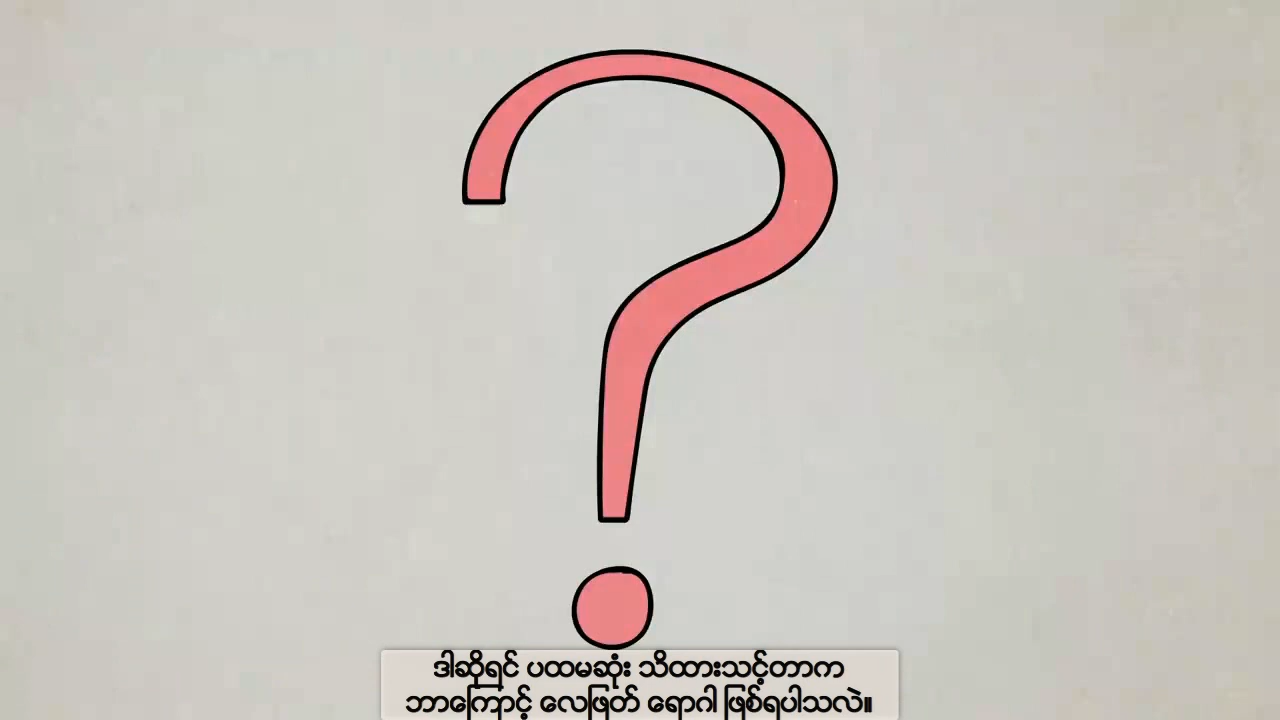 ဒါဆိုရင် ပထမဆုံး သိထားသင့်တာက
ဘာကြောင့် လေဖြတ် ရောဂါ ဖြစ်ရပါသလဲ။